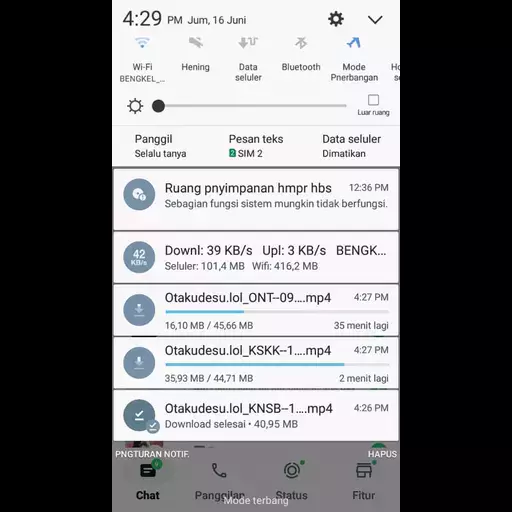 4:29 PM Jum, 16 Juni
Wi-Fi Hening Data Bluetooth Mode
BENGKEL_... seluler Pnerbangan
Luar ruang
Panggil Pesan teks Data seluler
Selalu tanya 2 SIM 2 Dimatikan
Ruang pnyimpanan hmpr hbs 12:36 PM
Sebagian fungsi sistem mungkin tidak berfungsi.
42 KB/s
Downl: 39 KB/s Upl: 3 KB/s BENGK...
Seluler: 101,4 MB Wifi: 416,2 MB
Otakudesu.lol_ONT--09....mp4 4:27 PM
16,10 MB / 45,66 MB 35 menit lagi
Otakudesu.lol_KSKK--1....mp4 4:27 PM
35,93 MB / 44,71 MB 2 menit lagi
Otakudesu.lol_KNSB--1....mp4 4:26 PM
Download selesai • 40,95 MB
PNGTURAN NOTIF. HAPUS
Chat Panggilan Status Fitur
Mode terbang